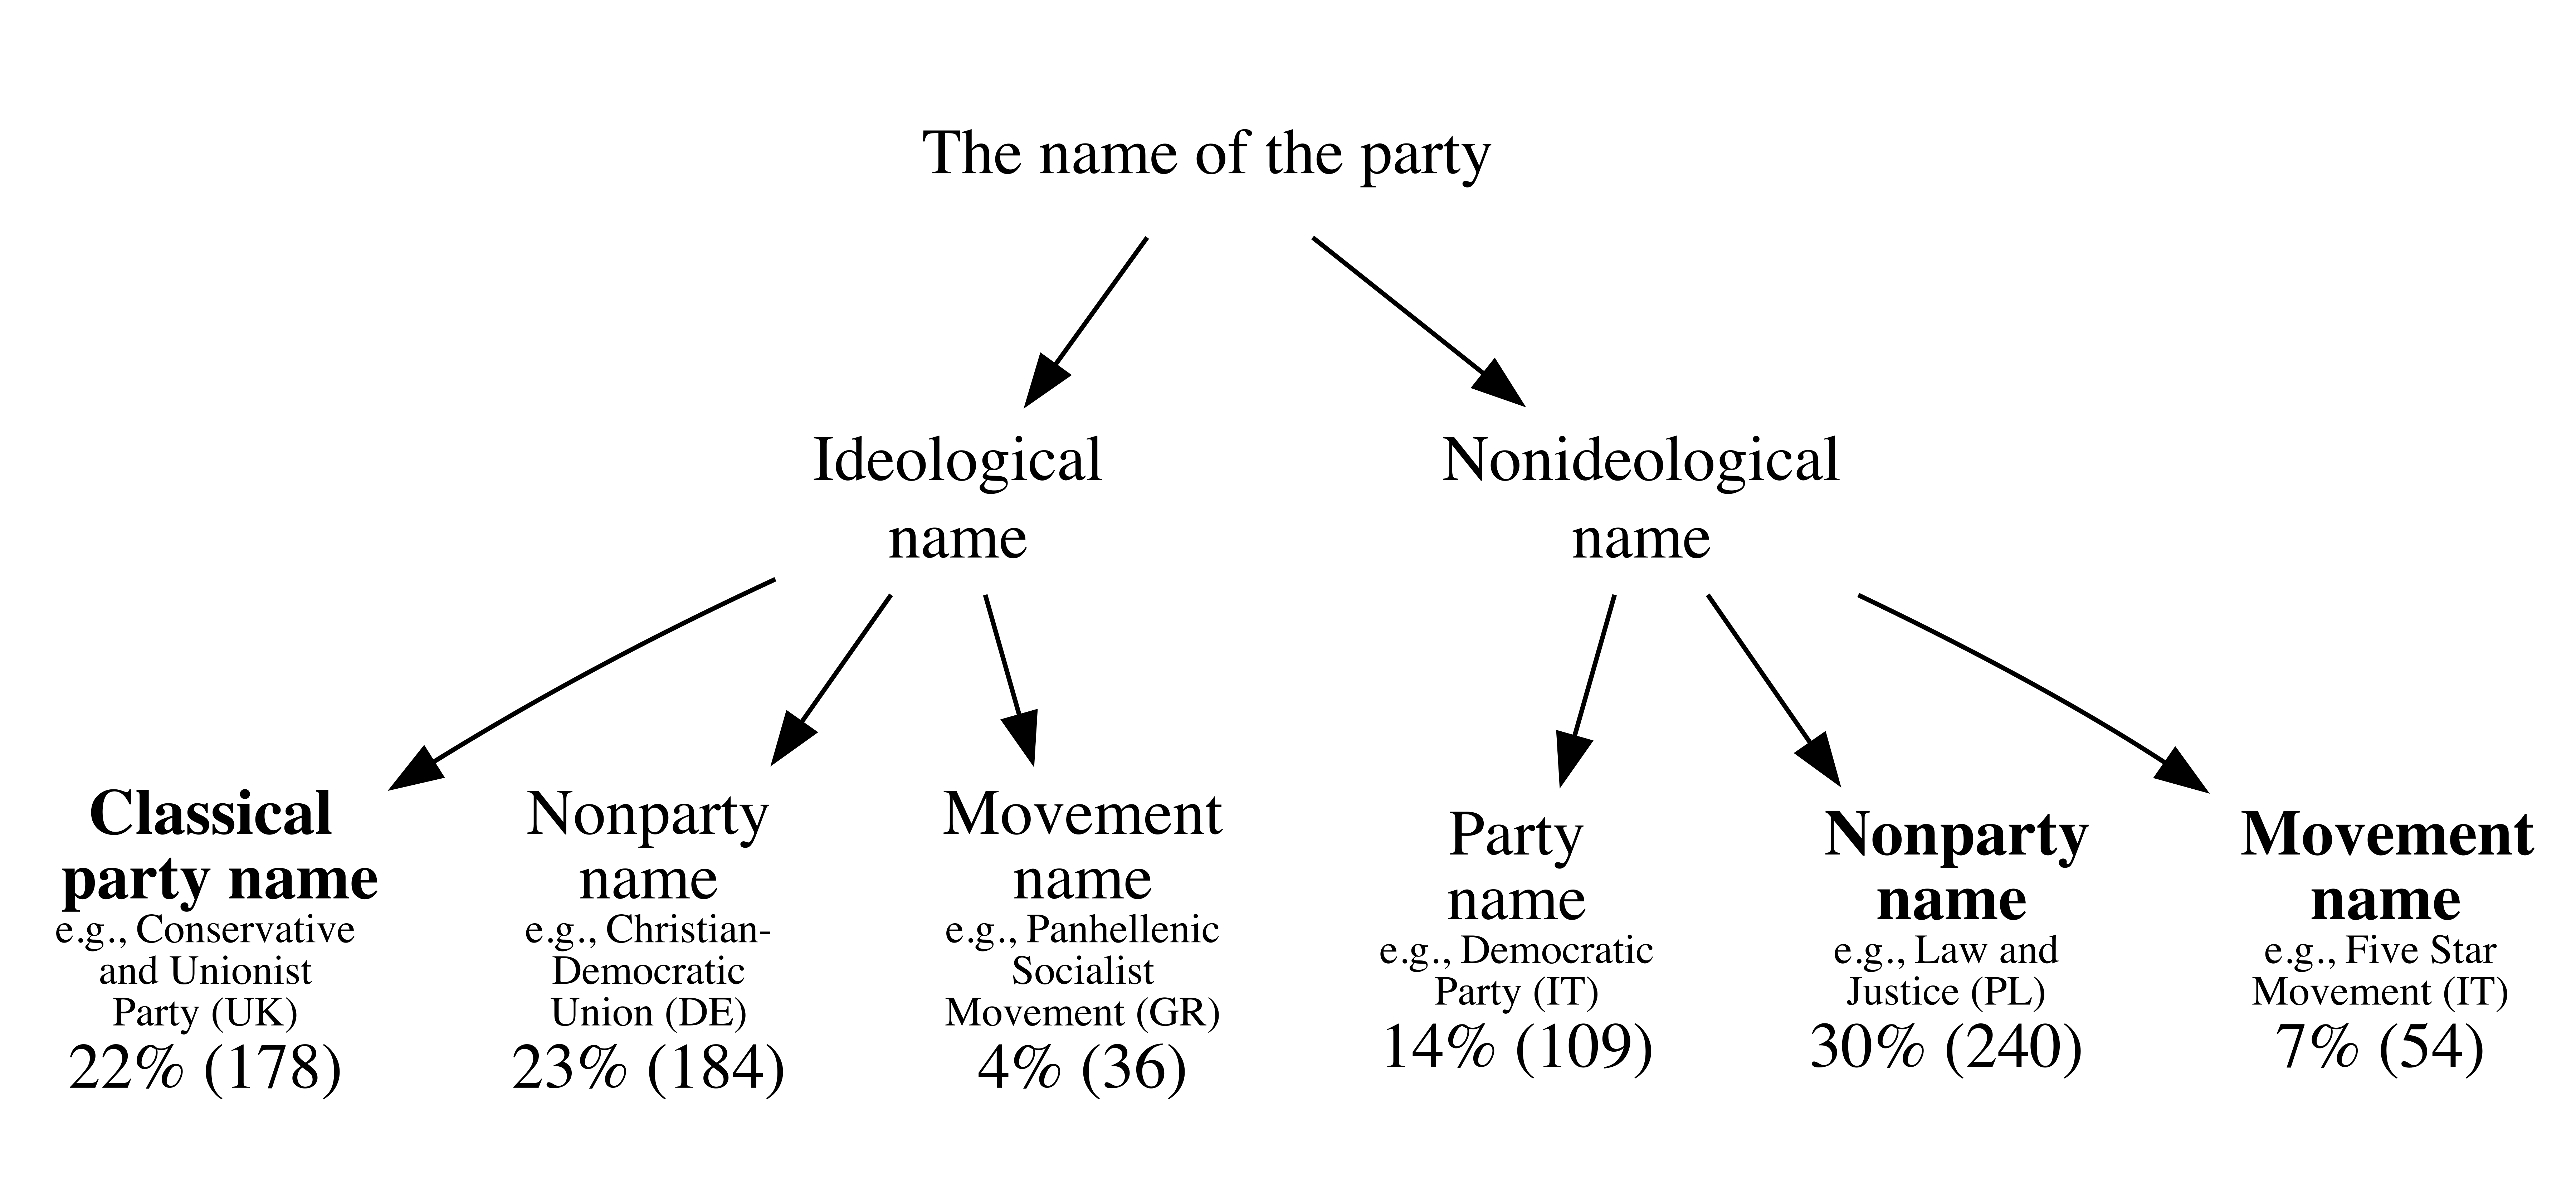 The name of the party
Ideological
name
Nonideological
name
Classical
party name
e.g., Conservative
and Unionist
Party (UK)
22% (178)
Nonparty
name
e.g., Christian-
Democratic
Union (DE)
23% (184)
Movement
name
e.g., Panhellenic
Socialist
Movement (GR)
4% (36)
Party
name
e.g., Democratic
Party (IT)
14% (109)
Nonparty
name
e.g., Law and
Justice (PL)
30% (240)
Movement
name
e.g., Five Star
Movement (IT)
7% (54)